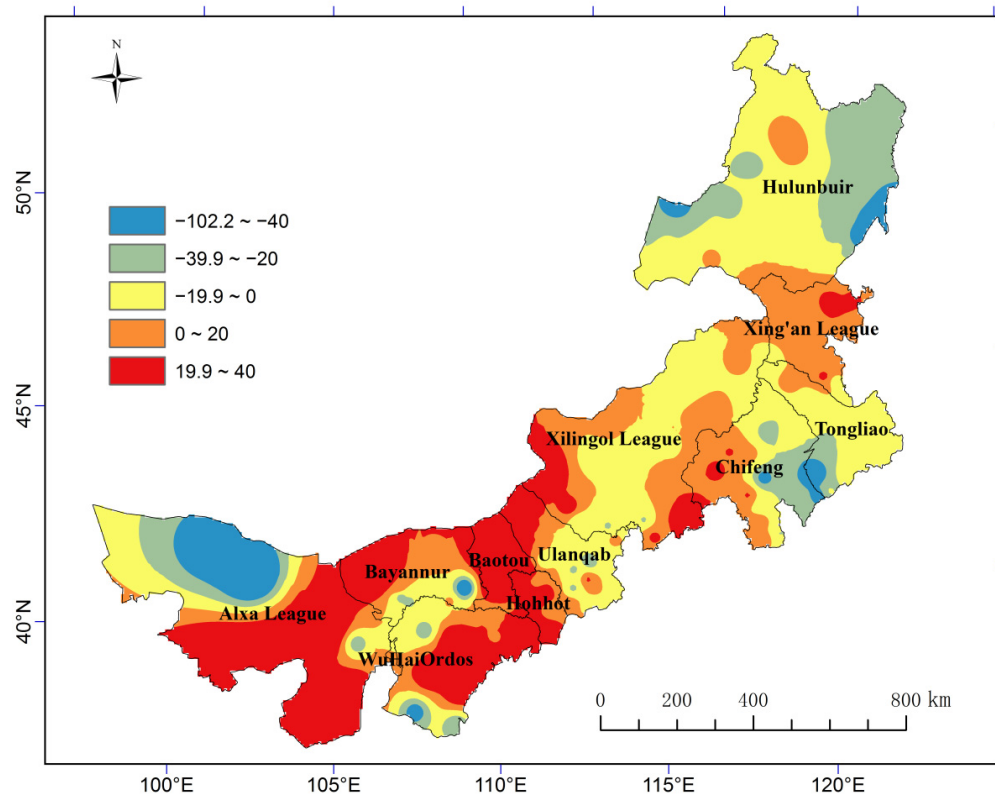 N
50°N
45°N
40°N
−102.2 ~ −40
−39.9 ~ −20
−19.9 ~ 0
0 ~ 20
19.9 ~ 40
Hulunbuir
Xing'an League
Xilingol League
Tongliao
Chifeng
Ulanqab
Baotou
Bayannur
Hohhot
Alxa League
WuHaiOrdos
0 200 400 800 km
100°E 105°E 110°E 115°E 120°E